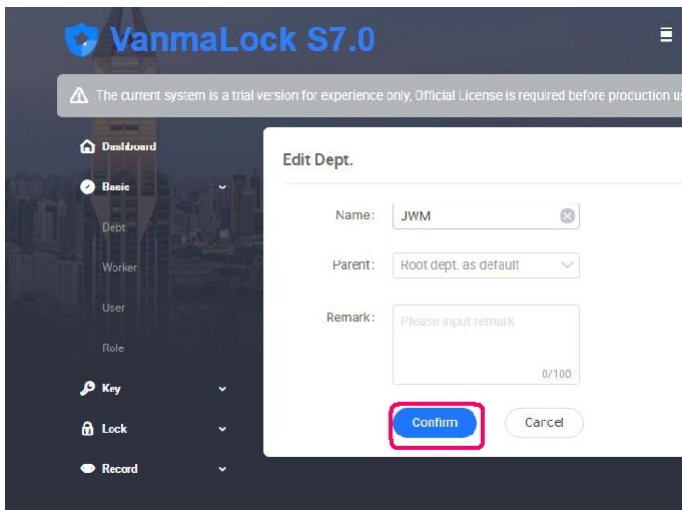 VanmaLock S7.0
The current system is a trial version for experience only, Official License is required before production
Dashboard
Basic
Dept
Worker
User
Role
Key
Lock
Record
Edit Dept.
Name: JWM
Parent: Root dept. as default
Remark: Please input remark
0/100
Confirm Cancel